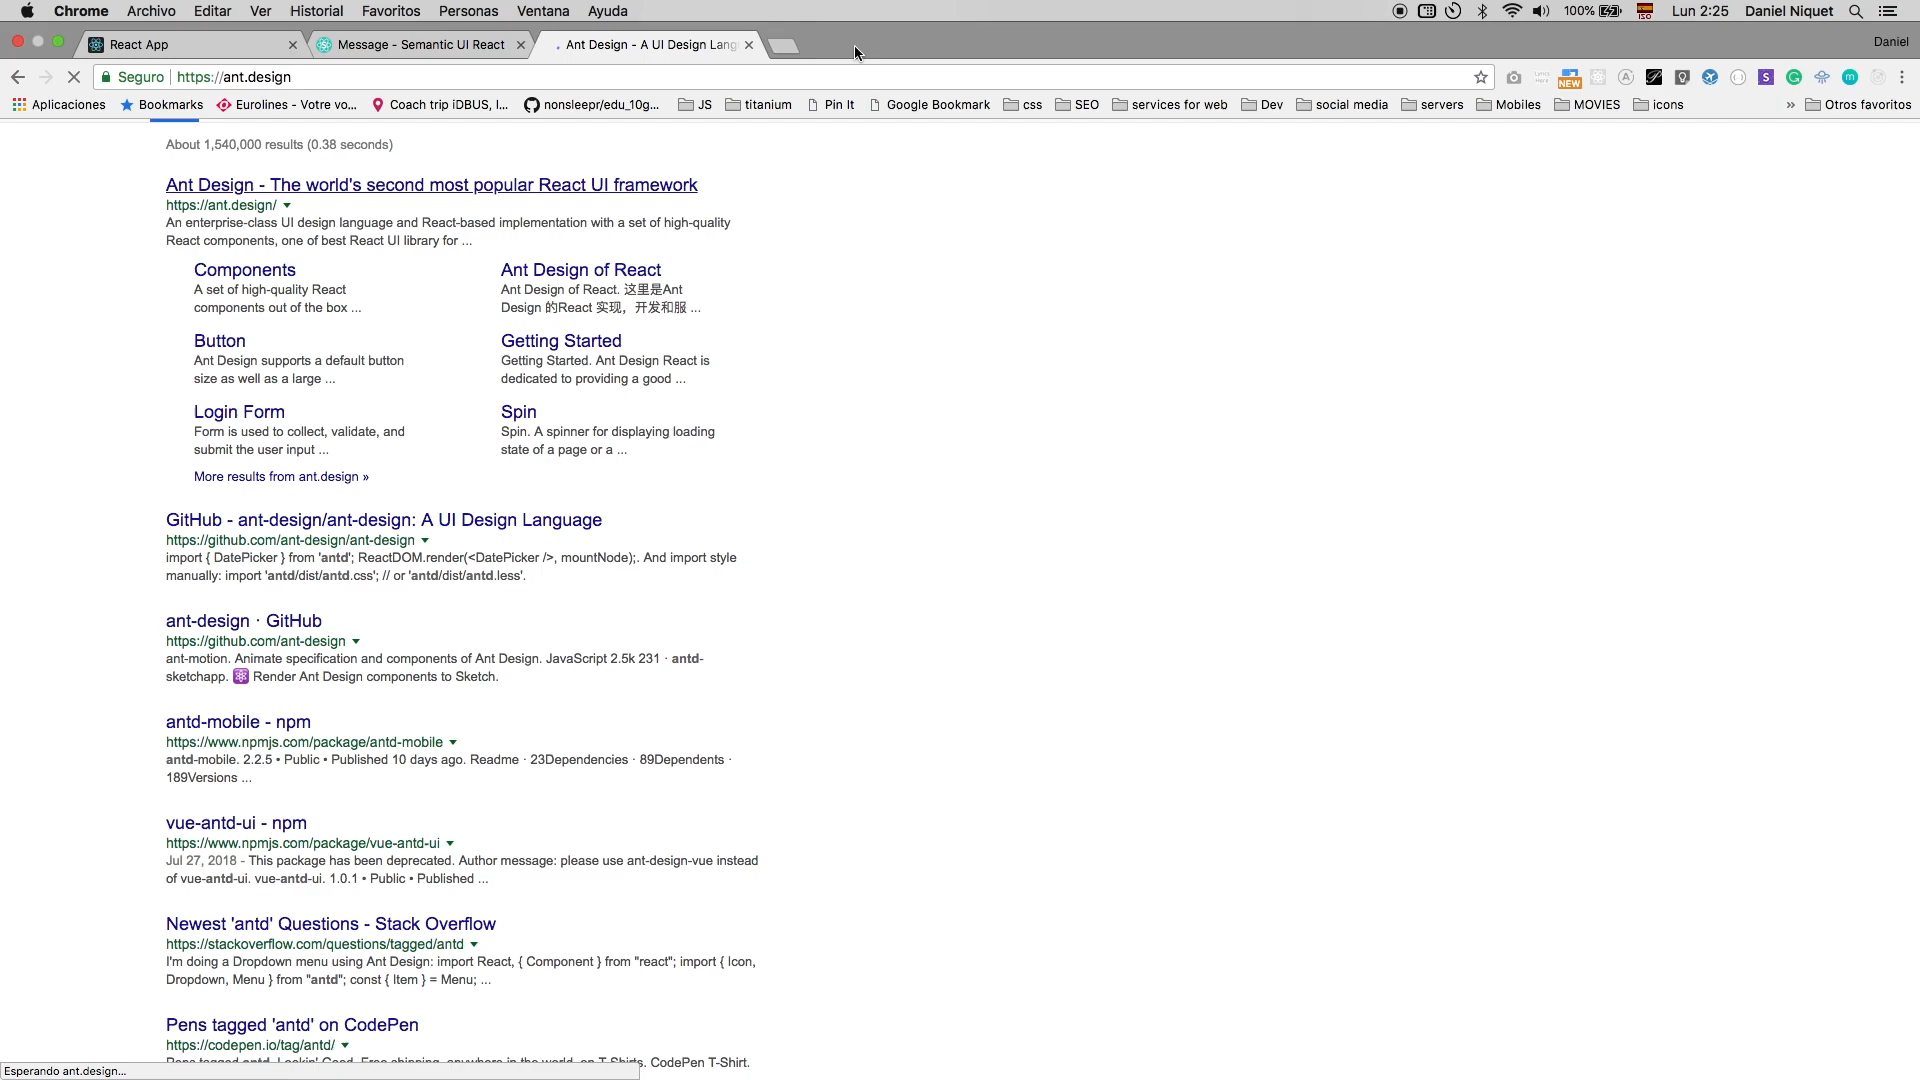 Chrome Archivo Editar Ver Historial Favoritos Personas Ventana Ayuda 100% Lun 2:25 Daniel Niquet
React App Message - Semantic UI React Ant Design - A UI Design Lang Daniel
Seguro https://ant.design NEW
Aplicaciones Bookmarks Eurolines - Votre vo... Coach trip iDBUS, l... nonsleepr/edu_10g... JS titanium Pin It Google Bookmark css SEO services for web Dev social media servers Mobiles MOVIES icons » Otros favoritos
About 1,540,000 results (0.38 seconds)
Ant Design - The world's second most popular React UI framework
https://ant.design/
An enterprise-class UI design language and React-based implementation with a set of high-quality
React components, one of best React UI library for ...
Components
A set of high-quality React
components out of the box ...
Ant Design of React
Ant Design of React. 这里是Ant
Design 的React 实现，开发和服 ...
Button
Ant Design supports a default button
size as well as a large ...
Getting Started
Getting Started. Ant Design React is
dedicated to providing a good ...
Login Form
Form is used to collect, validate, and
submit the user input ...
Spin
Spin. A spinner for displaying loading
state of a page or a ...
More results from ant.design »
GitHub - ant-design/ant-design: A UI Design Language
https://github.com/ant-design/ant-design
import { DatePicker } from 'antd'; ReactDOM.render(<DatePicker />, mountNode);. And import style
manually: import 'antd/dist/antd.css'; // or 'antd/dist/antd.less'.
ant-design · GitHub
https://github.com/ant-design
ant-motion. Animate specification and components of Ant Design. JavaScript 2.5k 231 · antd-
sketchapp. Render Ant Design components to Sketch.
antd-mobile - npm
https://www.npmjs.com/package/antd-mobile
antd-mobile. 2.2.5 • Public • Published 10 days ago. Readme · 23Dependencies · 89Dependents ·
189Versions ...
vue-antd-ui - npm
https://www.npmjs.com/package/vue-antd-ui
Jul 27, 2018 - This package has been deprecated. Author message: please use ant-design-vue instead
of vue-antd-ui. vue-antd-ui. 1.0.1 • Public • Published ...
Newest 'antd' Questions - Stack Overflow
https://stackoverflow.com/questions/tagged/antd
I'm doing a Dropdown menu using Ant Design: import React, { Component } from "react"; import { Icon,
Dropdown, Menu } from "antd"; const { Item } = Menu; ...
Pens tagged 'antd' on CodePen
https://codepen.io/tag/antd/
Pens tagged antd. Lookin' Good. Free shipping, anywhere in the world, on T-Shirts. CodePen T-Shirt.
Esperando ant.design...